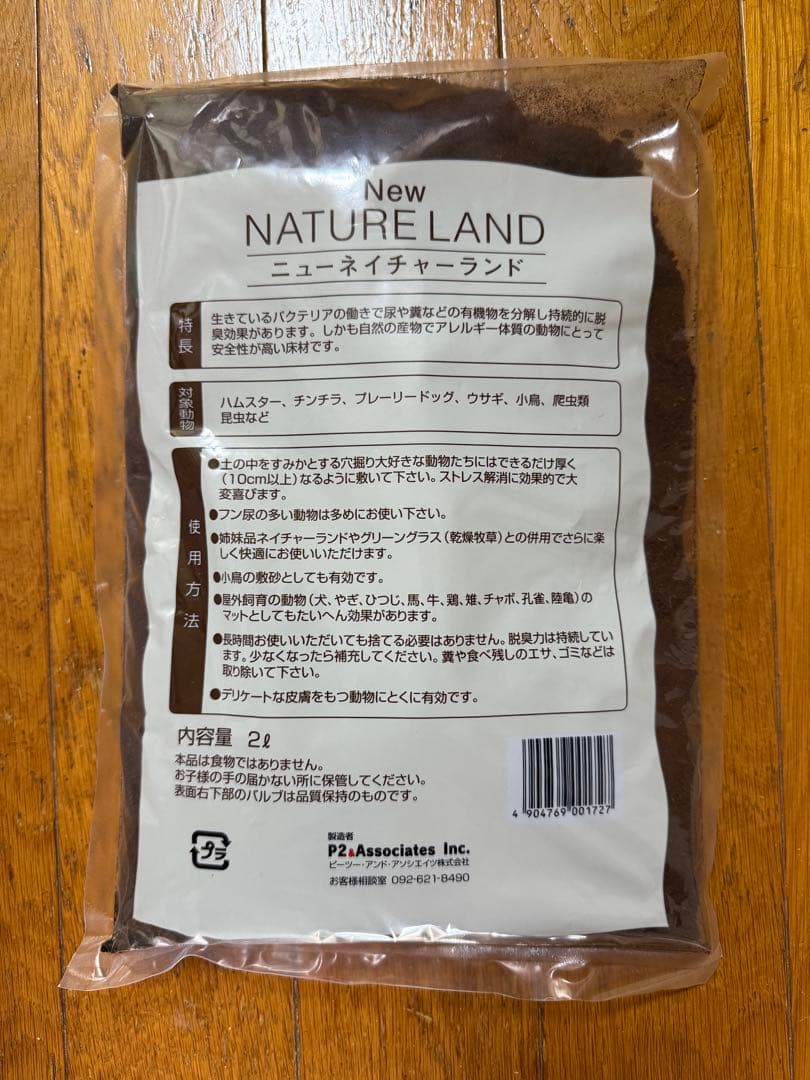 New
NATURE LAND
ニューネイチャーランド
特長
生きているバクテリアの働きで尿や糞などの有機物を分解し持続的に脱
臭効果があります。しかも自然の産物でアレルギー体質の動物にとって
安全性が高い床材です。
対象動物
ハムスター、チンチラ、プレーリードッグ、ウサギ、小鳥、爬虫類
昆虫など
使用方法
●土の中をすみかとする穴掘り大好きな動物たちにはできるだけ厚く
（10cm以上）なるように敷いて下さい。ストレス解消に効果的で大
変喜びます。
●フン尿の多い動物は多めにお使い下さい。
●姉妹品ネイチャーランドやグリーングラス（乾燥牧草）との併用でさらに楽
しく快適にお使いいただけます。
●小鳥の敷砂としても有効です。
●屋外飼育の動物（犬、やぎ、ひつじ、馬、牛、鶏、雉、チャボ、孔雀、陸亀）の
マットとしてもたいへん効果があります。
●長時間お使いいただいても捨てる必要はありません。脱臭力は持続してい
ます。少なくなったら補充してください。糞や食べ残しのエサ、ゴミなどは
取り除いて下さい。
●デリケートな皮膚をもつ動物にとくに有効です。
内容量 2ℓ
本品は食物ではありません。
お子様の手の届かない所に保管してください。
表面右下部のバルブは品質保持のものです。
4 904769 001727
プラ
製造者
P2&Associates Inc.
ピーツー・アンド・アソシエイツ株式会社
お客様相談室 092-621-8490